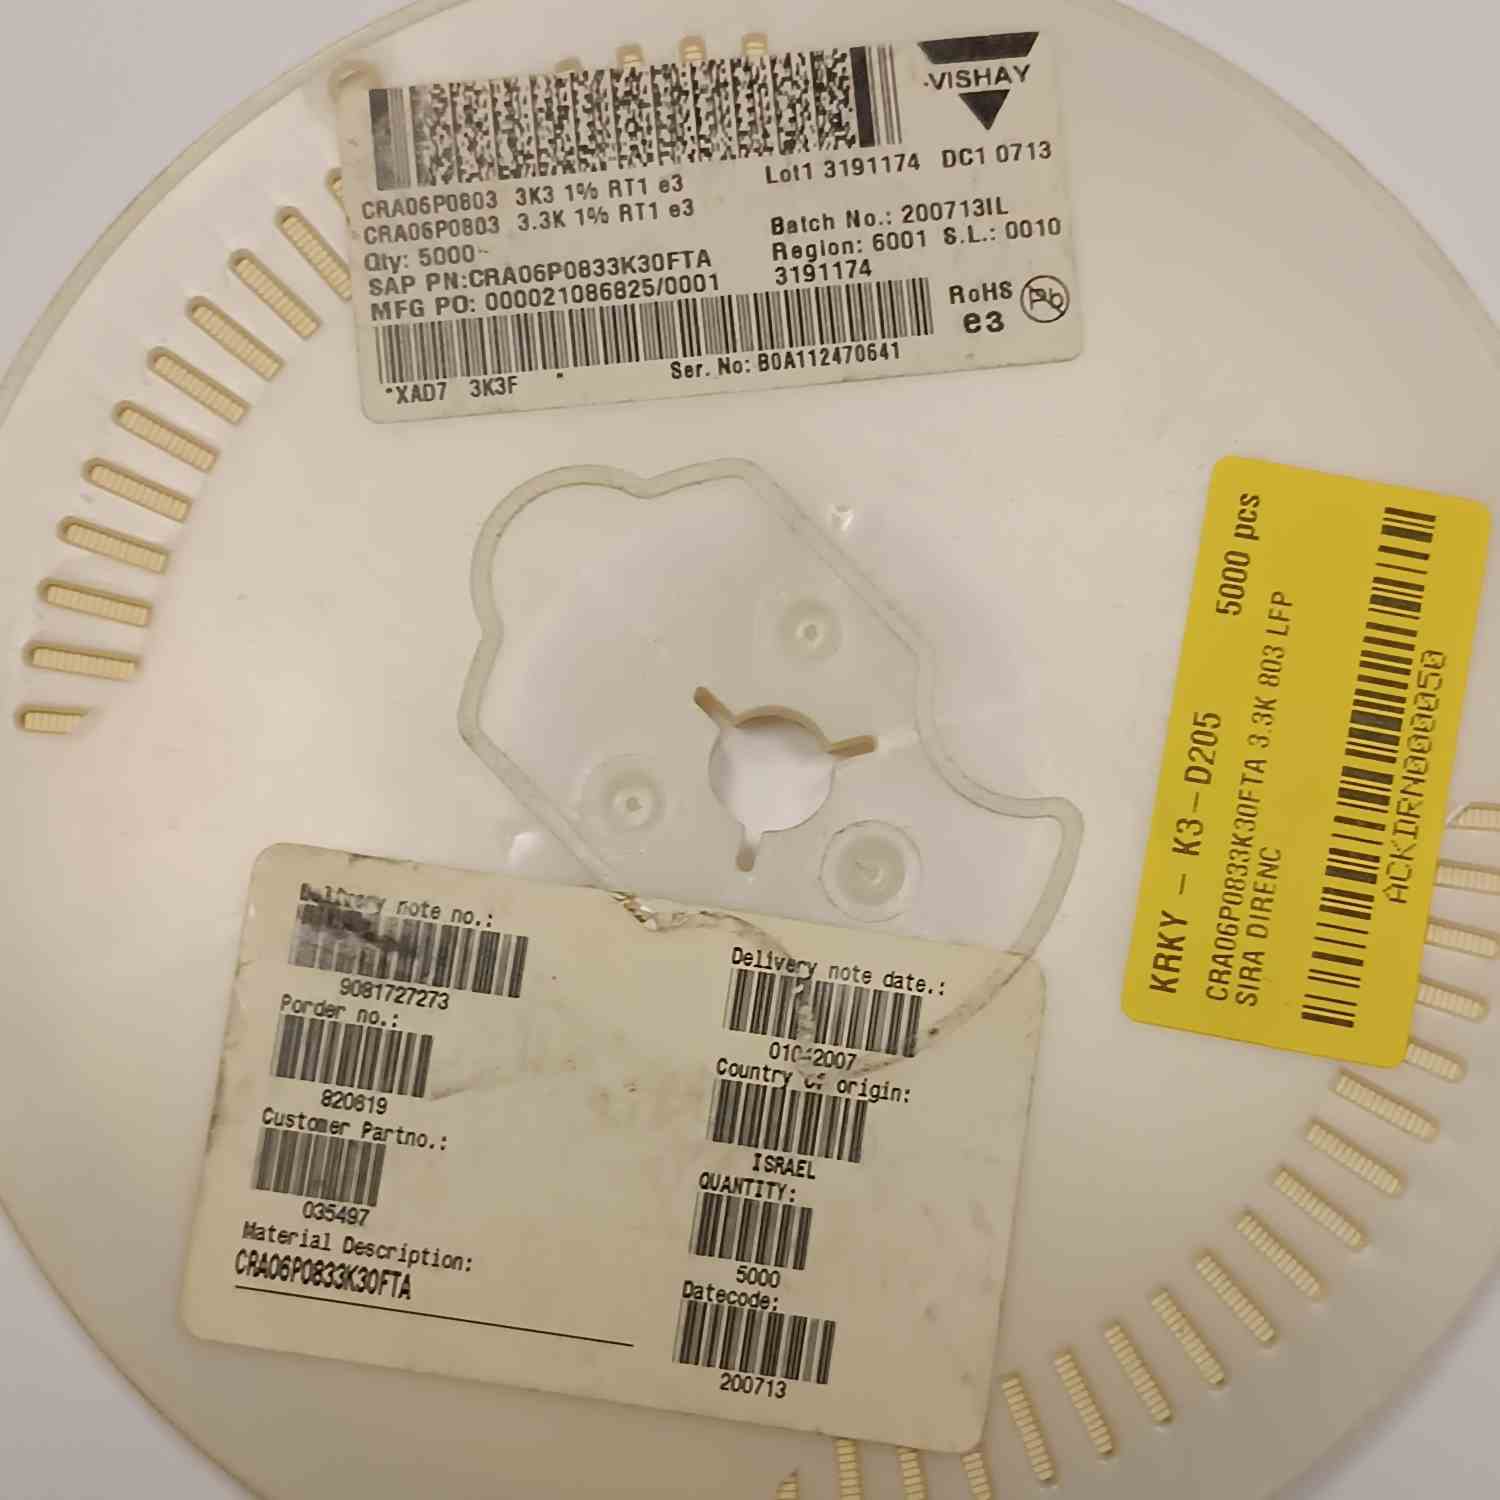 VISHAY
CRA06P0803 3K3 1% RT1 e3
CRA06P0803 3.3K 1% RT1 e3
Qty: 5000
SAP PN:CRA06P0833K30FTA
MFG PO: 000021086825/0001
Lot1 3191174 DC1 0713
Batch No.: 200713IL
Region: 6001 S.L.: 0010
3191174
RoHS
e3
Pb
*XAD7 3K3F
Ser. No: B0A112470641
KRKY - K3-D205 5000 pcs
CRA06P0833K30FTA 3.3K 803 LFP
SIRA DIRENC
ACKDRN000050
Delivery note no.:
9081727273
Porder no.:
820619
Customer Partno.:
035497
Material Description:
CRA06P0833K30FTA
Delivery note date.:
Country of origin:
ISRAEL
QUANTITY:
5000
Datecode:
200713